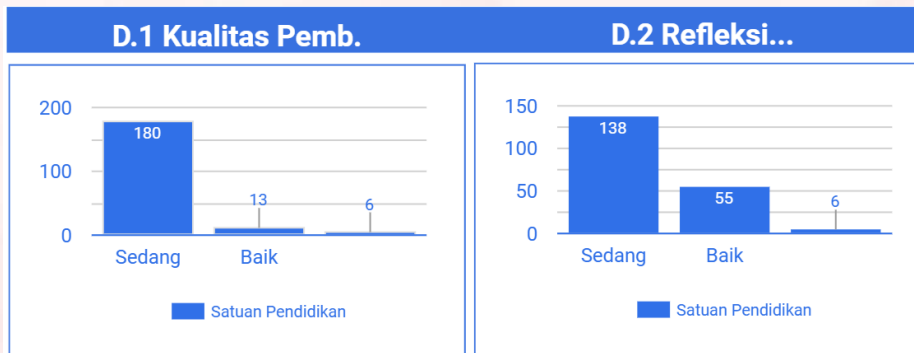 D.1 Kualitas Pemb.
200
180
100
13
6
0
Sedang
Baik
Satuan Pendidikan
D.2 Refleksi...
150
138
100
50
55
6
0
Sedang
Baik
Satuan Pendidikan